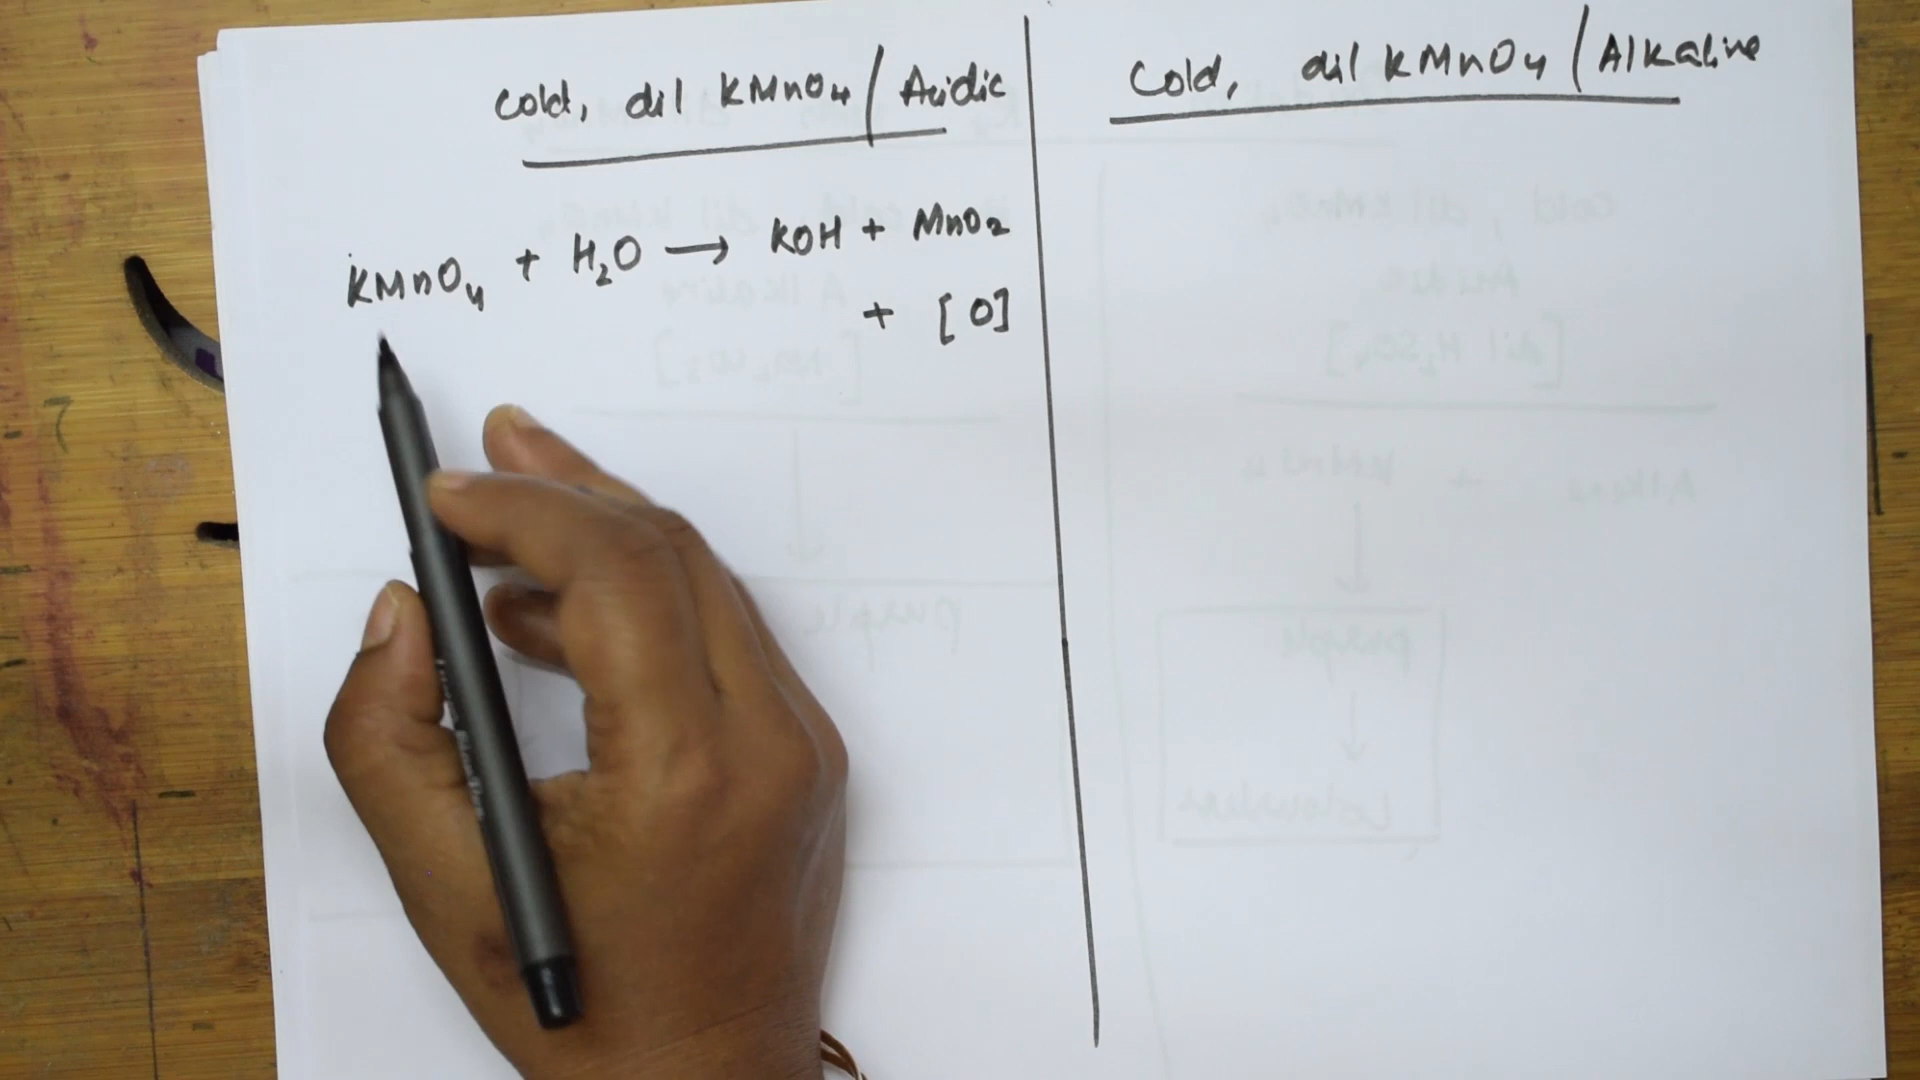 cold, dil KMnO4 / Acidic
Cold, dil KMnO4 / Alkaline
KMnO4 + H2O → KOH + MnO2
+ [O]